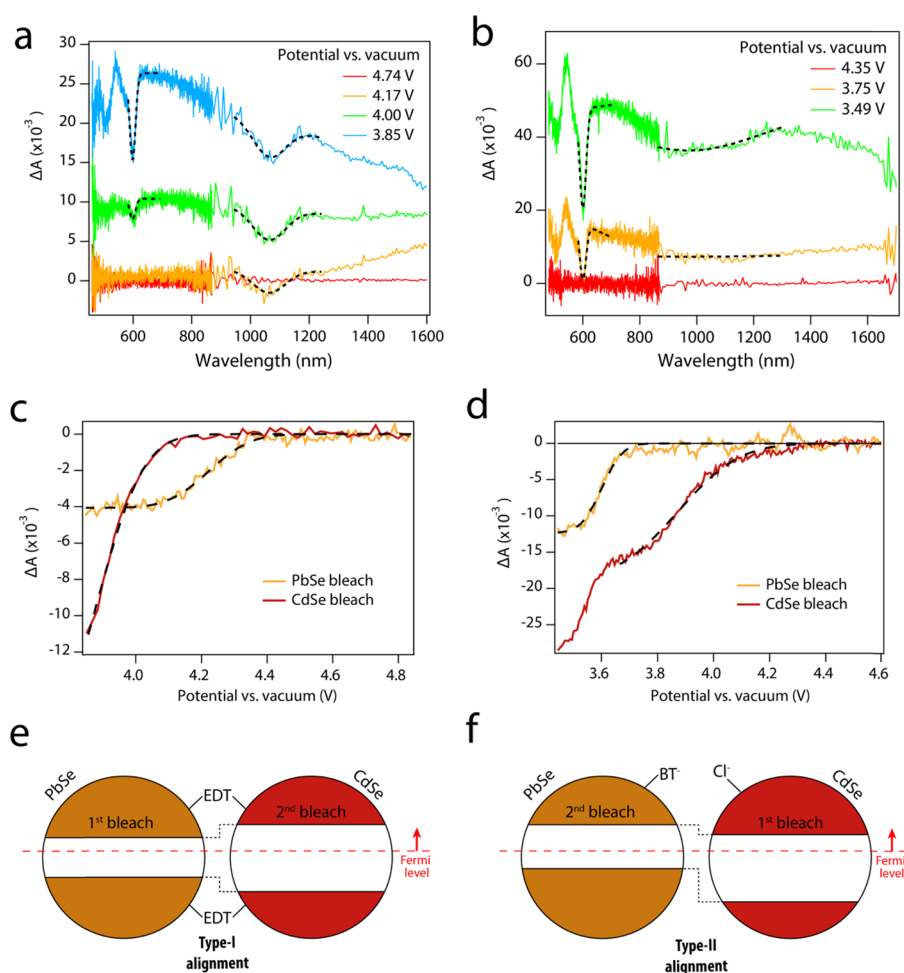 a
Potential vs. vacuum
4.74 V
4.17 V
4.00 V
3.85 V
ΔA (x10⁻³)
30
25
20
15
10
5
0
600
800
1000
1200
1400
1600
Wavelength (nm)
b
Potential vs. vacuum
4.35 V
3.75 V
3.49 V
ΔA (x10⁻³)
60
40
20
0
600
800
1000
1200
1400
1600
Wavelength (nm)
c
ΔA (x10⁻³)
0
-2
-4
-6
-8
-10
-12
PbSe bleach
CdSe bleach
4.0
4.2
4.4
4.6
4.8
Potential vs. vacuum (V)
d
ΔA (x10⁻³)
0
-5
-10
-15
-20
-25
PbSe bleach
CdSe bleach
3.6
3.8
4.0
4.2
4.4
4.6
Potential vs. vacuum (V)
e
PbSe
CdSe
EDT
1st bleach
2nd bleach
Fermi
level
EDT
Type-I
alignment
f
PbSe
BT⁻
Cl⁻
CdSe
2nd bleach
1st bleach
Fermi
level
Type-II
alignment